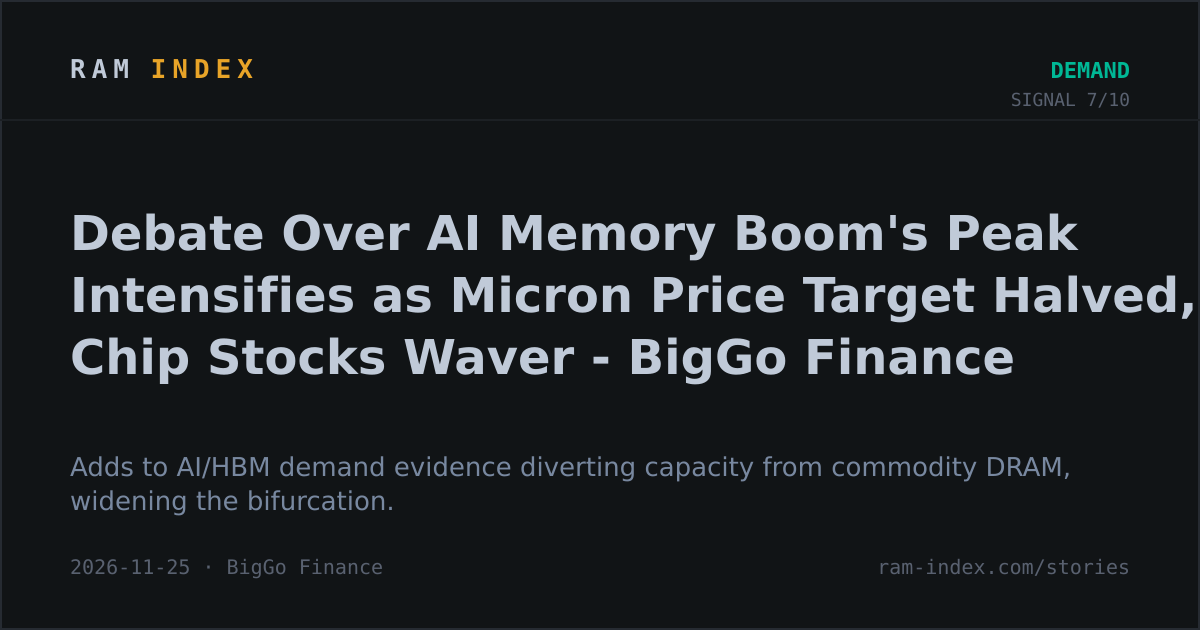 RAM INDEX
DEMAND
SIGNAL 7/10
Debate Over AI Memory Boom's Peak
Intensifies as Micron Price Target Halved,
Chip Stocks Waver - BigGo Finance
Adds to AI/HBM demand evidence diverting capacity from commodity DRAM,
widening the bifurcation.
2026-11-25 · BigGo Finance
ram-index.com/stories